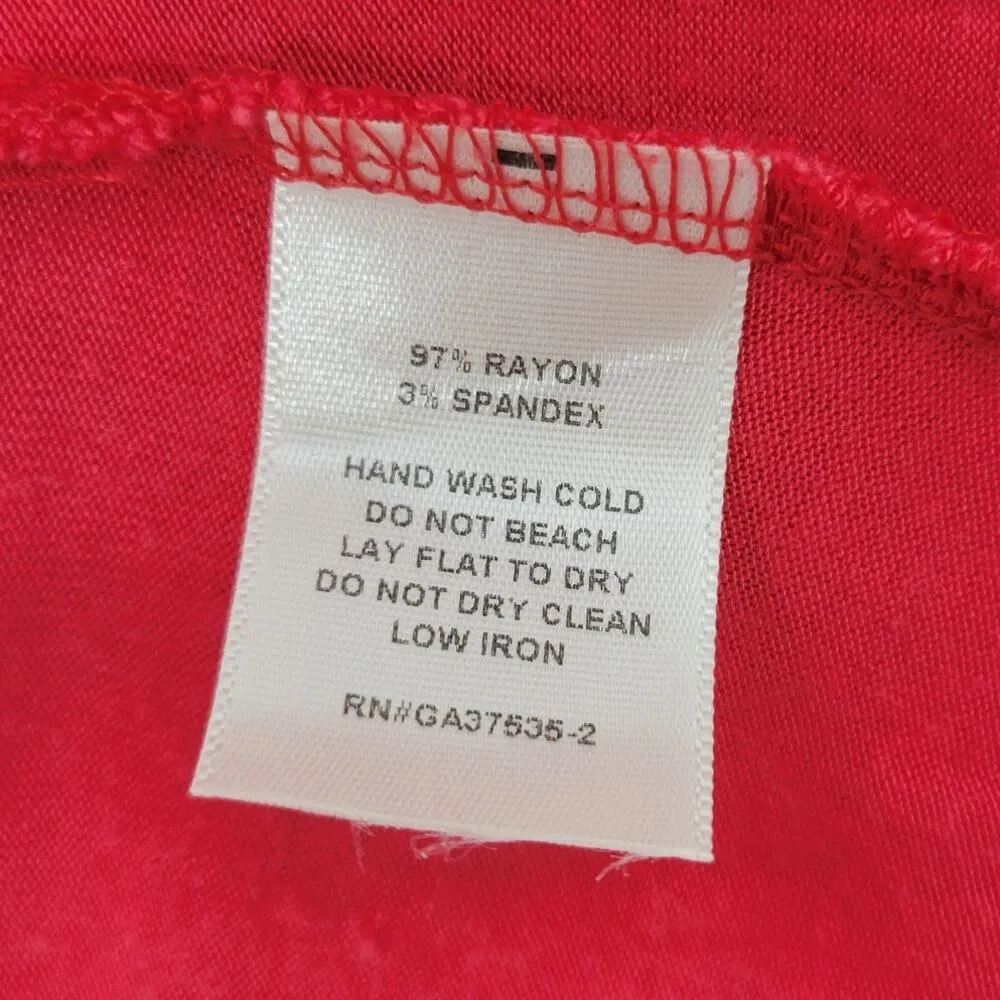 97% RAYON
3% SPANDEX
HAND WASH COLD
DO NOT BEACH
LAY FLAT TO DRY
DO NOT DRY CLEAN
LOW IRON
RN#GA37535-2